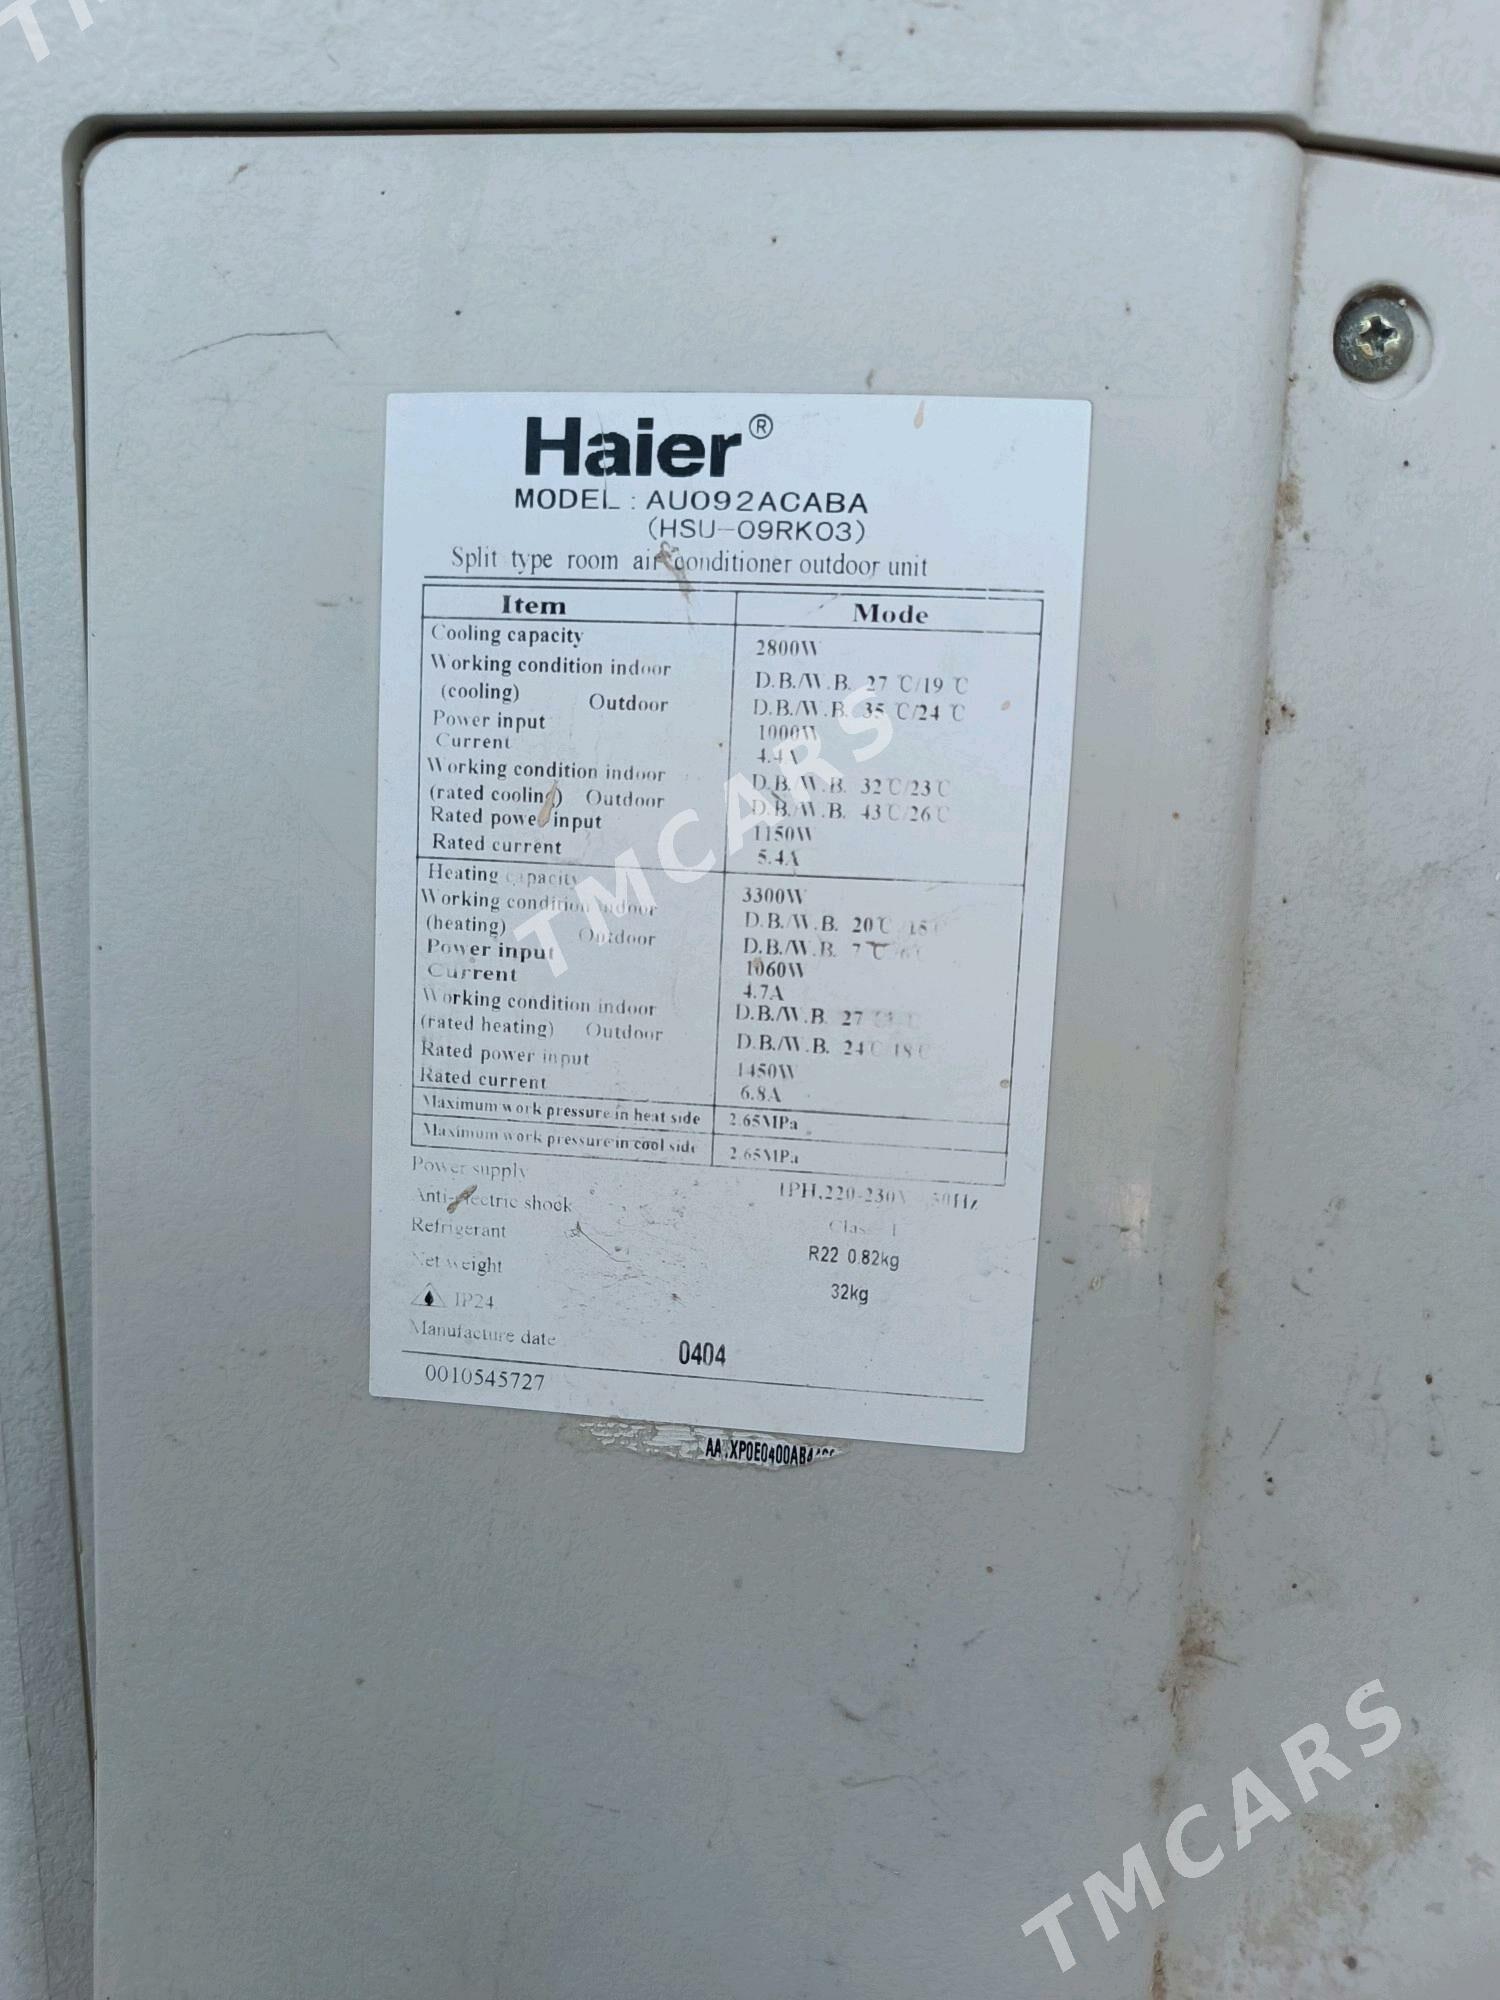 Haier®
MODEL : AU092ACABA
(HSU-09RK03)
Split type room air conditioner outdoor unit
Item Mode
Cooling capacity 2800W
Working condition indoor D.B./W.B. 27℃/19℃
(cooling) Outdoor D.B./W.B. 35℃/24℃
Power input 1000W
Current 4.4A
Working condition indoor D.B./W.B. 32℃/23℃
(rated cooling) Outdoor D.B./W.B. 43℃/26℃
Rated power input 1150W
Rated current 5.4A
Heating capacity 3300W
Working condition indoor D.B./W.B. 20℃/15℃
(heating) Outdoor D.B./W.B. 7℃/6℃
Power input 1060W
Current 4.7A
Working condition indoor D.B./W.B. 27
(rated heating) Outdoor D.B./W.B. 24℃/18℃
Rated power input 1450W
Rated current 6.8A
Maximum work pressure in heat side 2.65MPa
Maximum work pressure in cool side 2.65MPa
Power supply 1PH,220-230V ,50Hz
Anti-electric shock Class I
Refrigerant R22 0.82kg
Net weight 32kg
IP24
Manufacture date 0404
0010545727
TMCARS
TMCARS